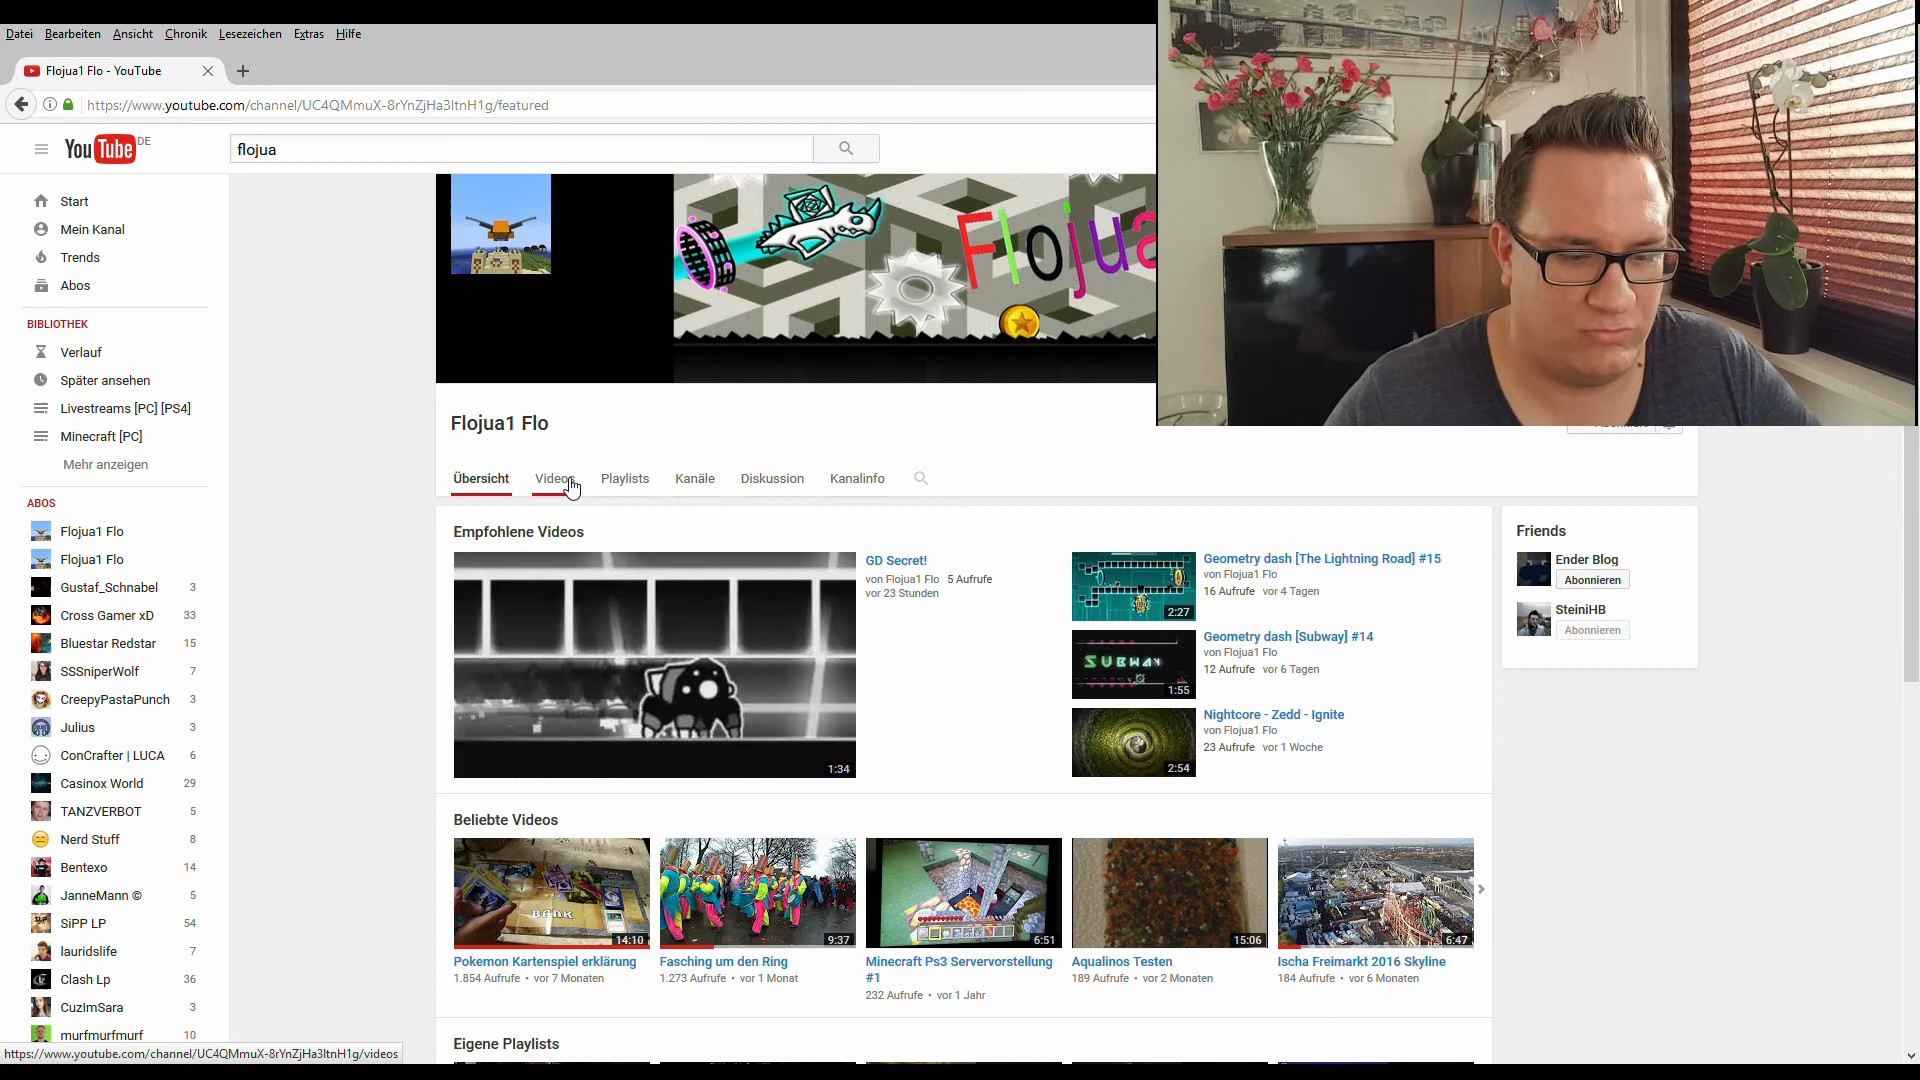 Datei Bearbeiten Ansicht Chronik Lesezeichen Extras Hilfe
Flojua1 Flo - YouTube
https://www.youtube.com/channel/UC4QMmuX-8rYnZjHa3ltnH1g/featured
YouTube DE
flojua
Start
Mein Kanal
Trends
Abos
BIBLIOTHEK
Verlauf
Später ansehen
Livestreams [PC] [PS4]
Minecraft [PC]
Mehr anzeigen
ABOS
Flojua1 Flo
Flojua1 Flo
Gustaf_Schnabel 3
Cross Gamer xD 33
Bluestar Redstar 15
SSSniperWolf 7
CreepyPastaPunch 3
Julius 3
ConCrafter | LUCA 6
Casinox World 29
TANZVERBOT 5
Nerd Stuff 8
Bentexo 14
JanneMann © 5
SiPP LP 54
lauridslife 7
Clash Lp 36
CuzImSara 3
murfmurfmurf 10
https://www.youtube.com/channel/UC4QMmuX-8rYnZjHa3ltnH1g/videos
Flojua
Flojua1 Flo
Übersicht Videos Playlists Kanäle Diskussion Kanalinfo
Empfohlene Videos
1:34
GD Secret!
von Flojua1 Flo 5 Aufrufe
vor 23 Stunden
2:27
Geometry dash [The Lightning Road] #15
von Flojua1 Flo
16 Aufrufe vor 4 Tagen
SUBWAY
1:55
Geometry dash [Subway] #14
von Flojua1 Flo
12 Aufrufe vor 6 Tagen
2:54
Nightcore - Zedd - Ignite
von Flojua1 Flo
23 Aufrufe vor 1 Woche
Friends
Ender Blog
Abonnieren
SteiniHB
Abonnieren
Beliebte Videos
BANK
14:10
Pokemon Kartenspiel erklärung
1.854 Aufrufe • vor 7 Monaten
9:37
Fasching um den Ring
1.273 Aufrufe • vor 1 Monat
6:51
Minecraft Ps3 Servervorstellung
#1
232 Aufrufe • vor 1 Jahr
15:06
Aqualinos Testen
189 Aufrufe • vor 2 Monaten
6:47
Ischa Freimarkt 2016 Skyline
184 Aufrufe • vor 6 Monaten
Eigene Playlists